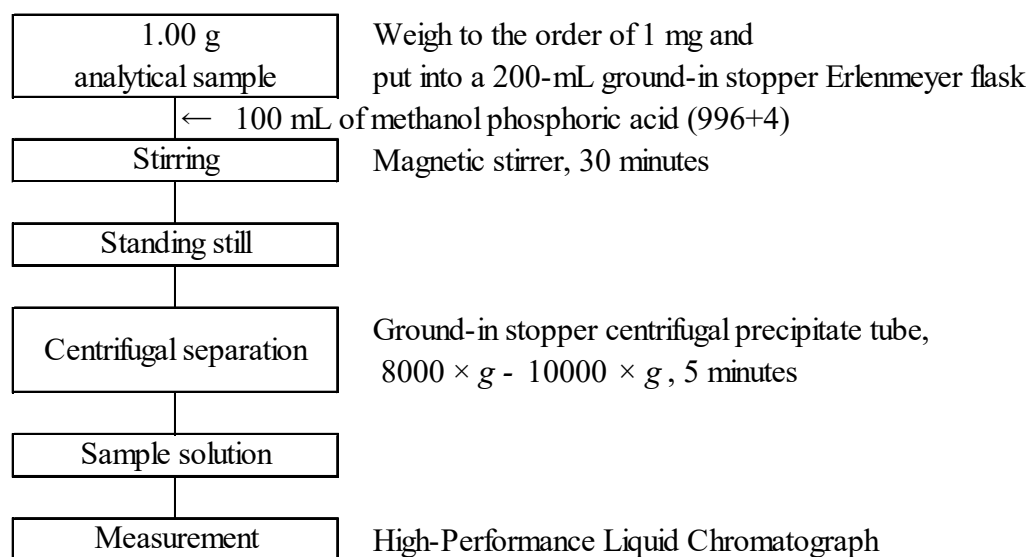 1.00 g
analytical sample
Weigh to the order of 1 mg and
put into a 200-mL ground-in stopper Erlenmeyer flask
← 100 mL of methanol phosphoric acid (996+4)
Stirring
Magnetic stirrer, 30 minutes
Standing still
Centrifugal separation
Ground-in stopper centrifugal precipitate tube,
8000 × g - 10000 × g , 5 minutes
Sample solution
Measurement
High-Performance Liquid Chromatograph